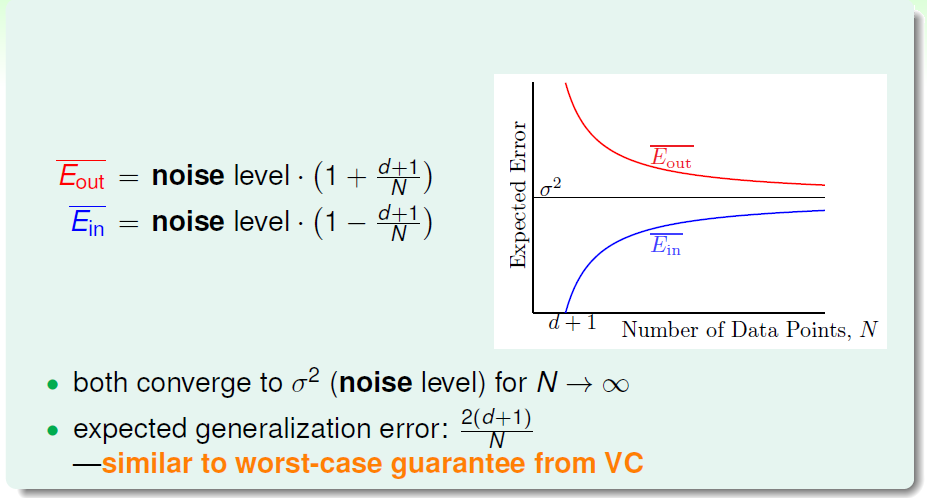 $\overline{E_{\text{out}}}$ = noise level · $\left(1 + \frac{d+1}{N}\right)$
$\overline{E_{\text{in}}}$ = noise level · $\left(1 - \frac{d+1}{N}\right)$
Expected Error
$\overline{E_{\text{out}}}$
$\sigma^2$
$\overline{E_{\text{in}}}$
$d + 1$
Number of Data Points, $N$
• both converge to $\sigma^2$ (noise level) for $N \to \infty$
• expected generalization error: $\frac{2(d+1)}{N}$
—similar to worst-case guarantee from VC